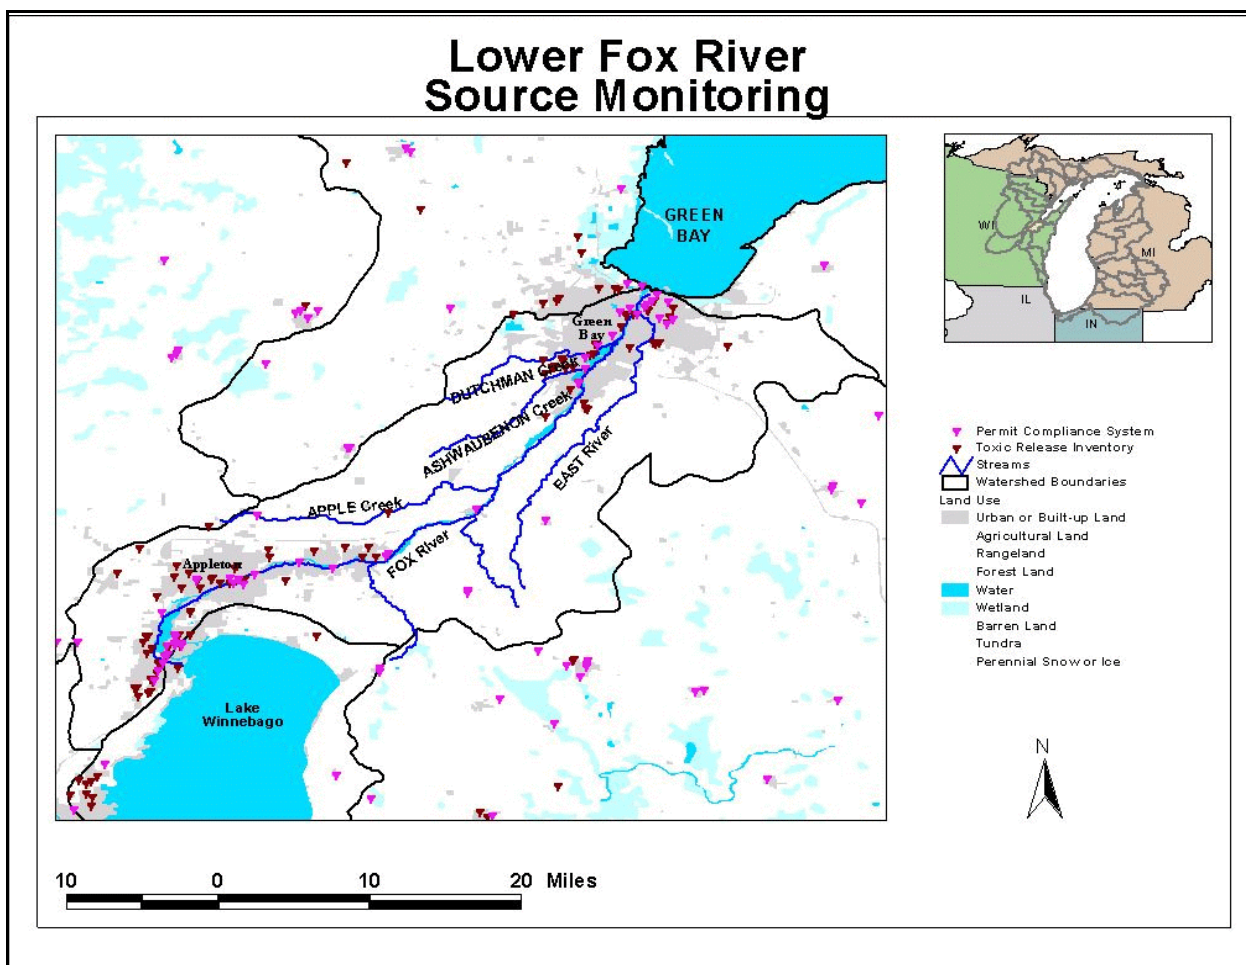 Lower Fox River
Source Monitoring
GREEN
BAY
Green
Bay
DUTCHMAN Creek
ASHWAUBENON Creek
EAST River
APPLE Creek
FOX River
Appleton
Lake
Winnebago
WI
MI
IL
IN
Permit Compliance System
Toxic Release Inventory
Streams
Watershed Boundaries
Land Use
Urban or Built-up Land
Agricultural Land
Rangeland
Forest Land
Water
Wetland
Barren Land
Tundra
Perennial Snow or Ice
N
10 0 10 20 Miles